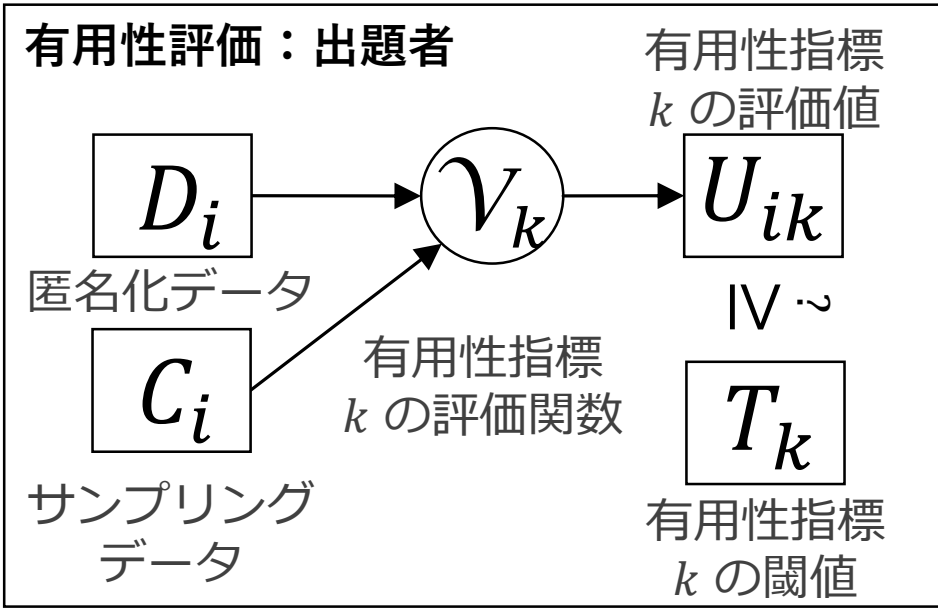 有用性評価：出題者
有用性指標
k の評価値
D_i
𝒱_k
U_{ik}
匿名化データ
≥ ?
C_i
有用性指標
k の評価関数
T_k
サンプリング
データ
有用性指標
k の閾値